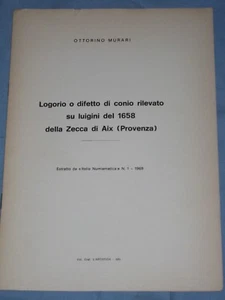 OTTORINO MURARI
Logorio o difetto di conio rilevato
su luigini del 1658
della Zecca di Aix (Provenza)
Estratto da « Italia Numismatica » N. 1 - 1969